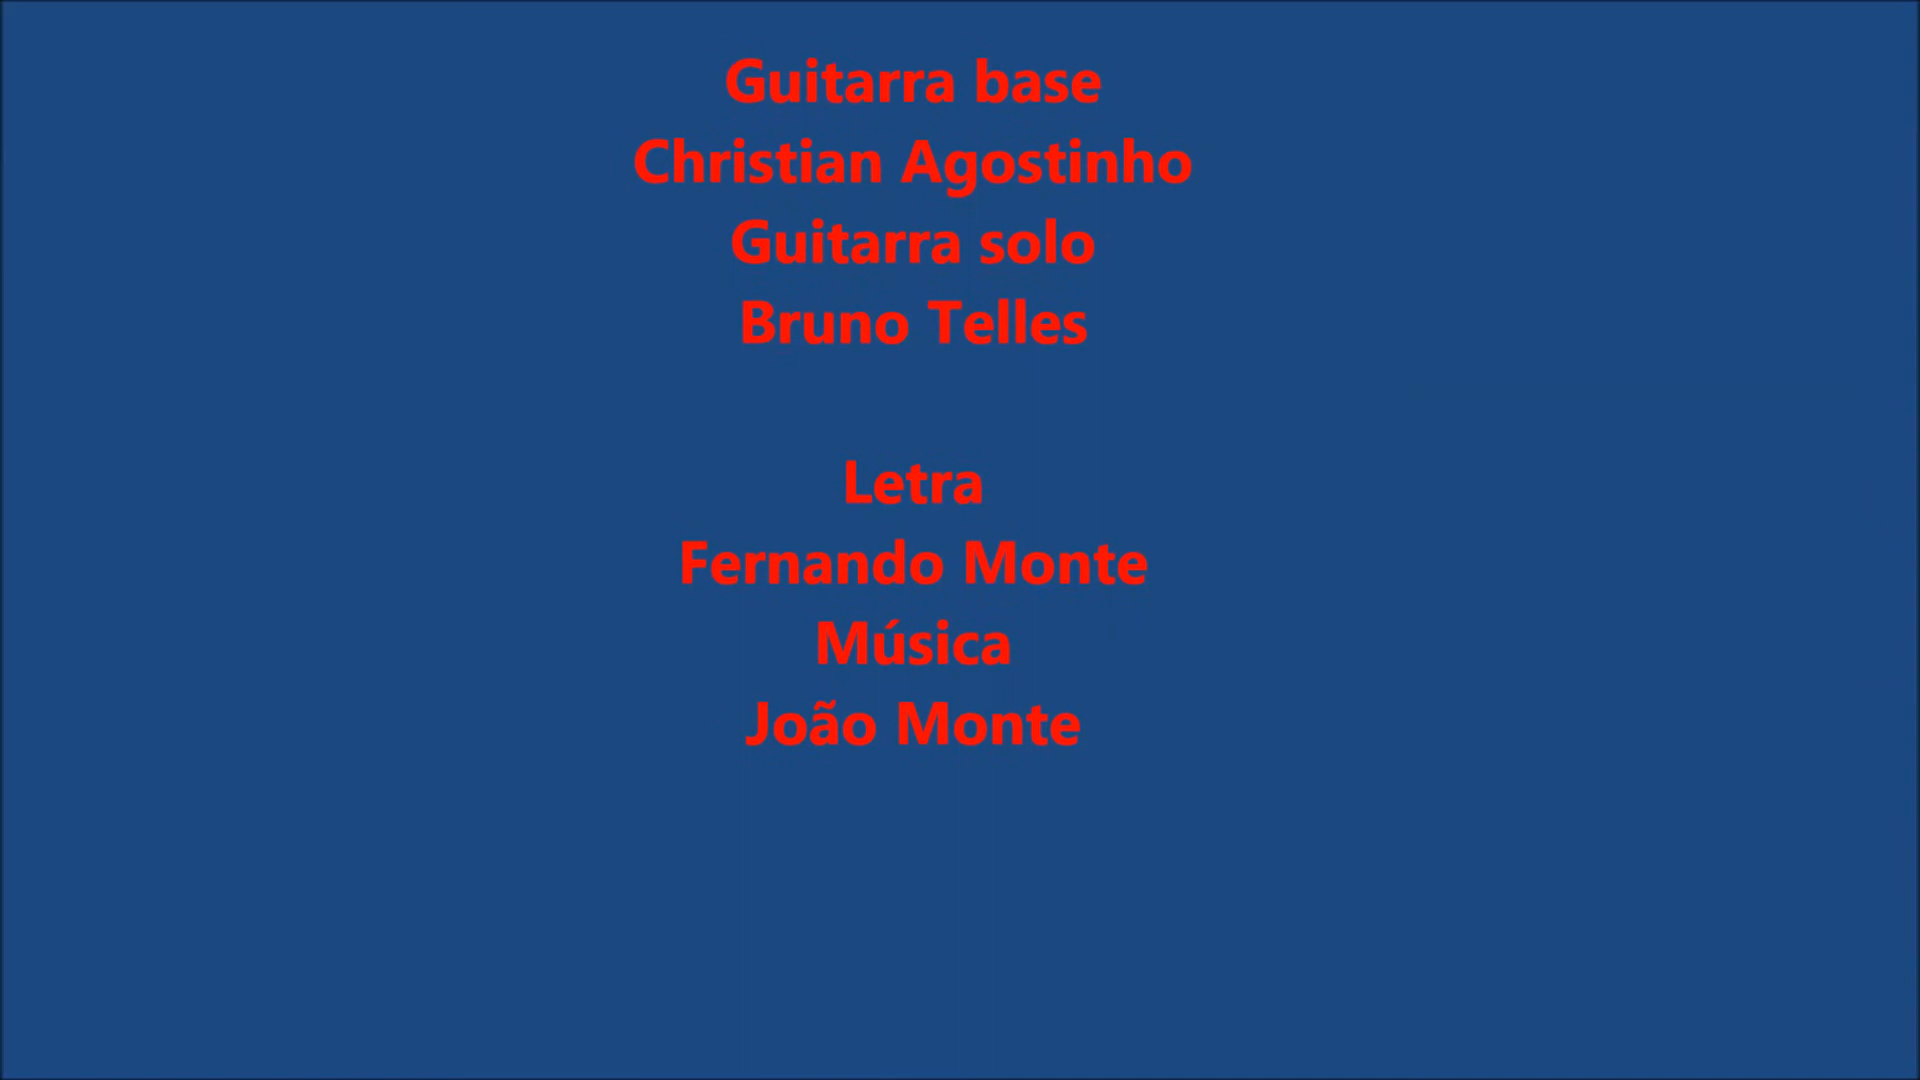 Guitarra base
Christian Agostinho
Guitarra solo
Bruno Telles
Letra
Fernando Monte
Música
João Monte